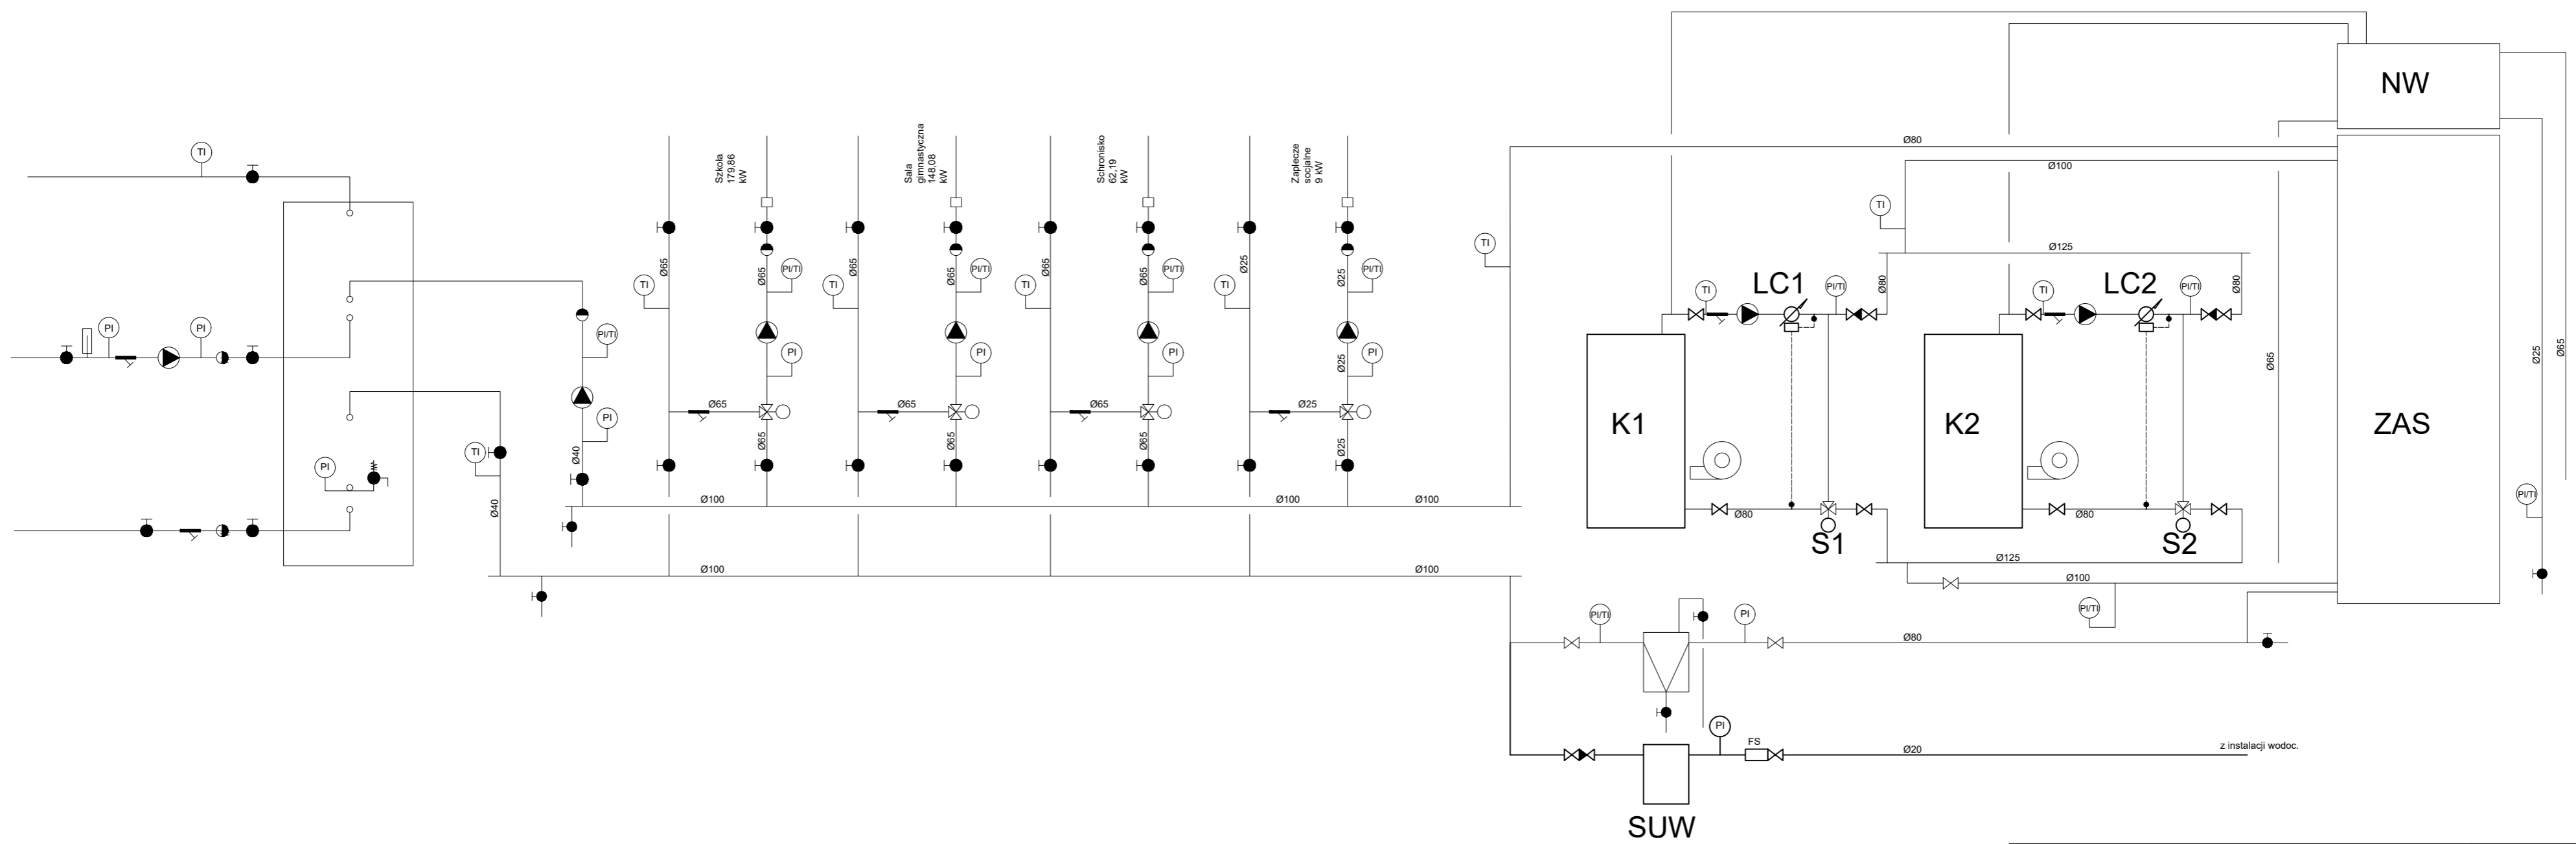 NW
Ø80
Ø100
TI
Szkoła
179,86
kW
Sala
gimnastyczna
148,08
kW
Schronisko
62,19
kW
Zaplecze
socjalne
9 kW
TI
TI
Ø125
Ø65
Ø65
PI/TI
Ø65
Ø65
PI/TI
Ø65
Ø65
PI/TI
Ø25
Ø25
PI/TI
TI
TI
TI
TI
LC1
LC2
TI
PI/TI
Ø80
TI
PI/TI
Ø80
PI
PI
PI/TI
PI
PI
PI
PI
Ø25
Ø65
Ø25
Ø65
K1
K2
ZAS
Ø65
Ø65
Ø65
Ø25
PI
Ø65
Ø65
Ø65
Ø25
TI
PI
Ø40
Ø40
Ø100
Ø100
Ø100
Ø80
Ø80
PI/TI
S1
S2
Ø125
Ø100
Ø100
Ø100
PI/TI
PI/TI
PI
Ø80
PI
FS
Ø20
z instalacji wodoc.
SUW